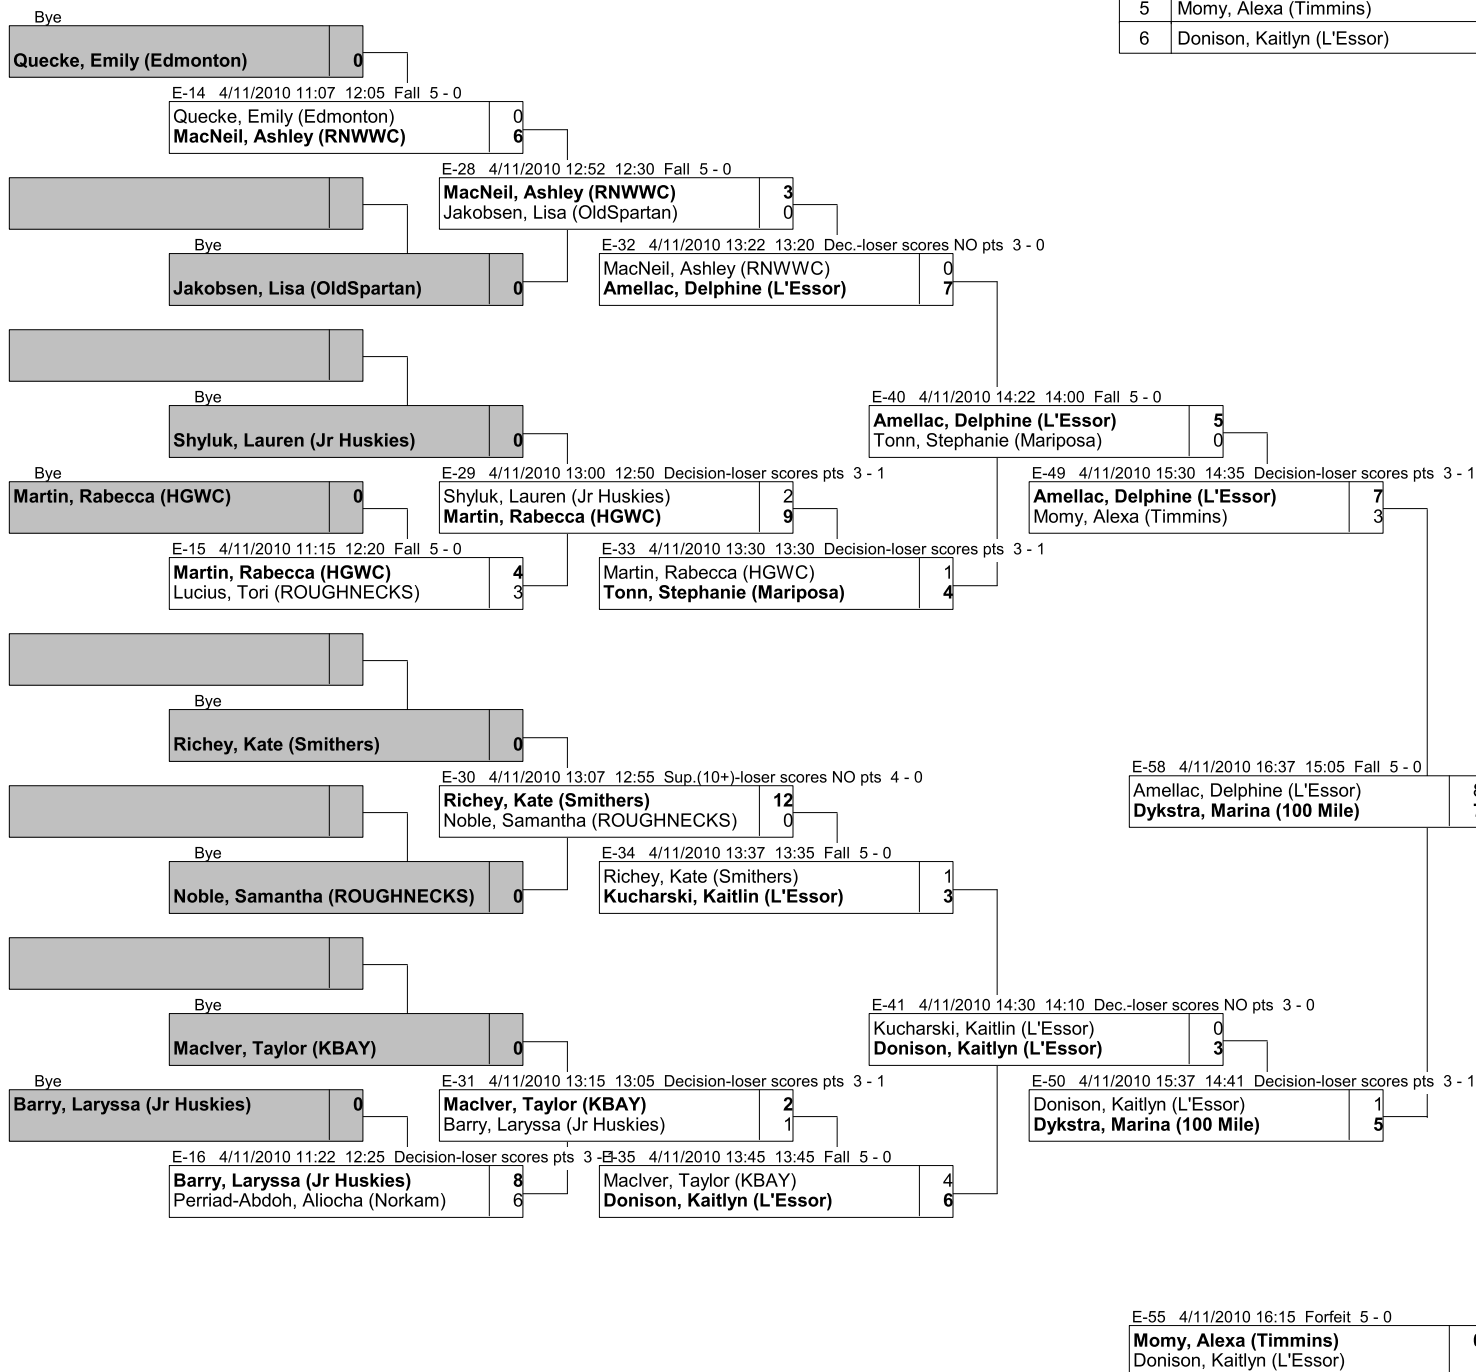 Bye
5 Momy, Alexa (Timmins)
6 Donison, Kaitlyn (L'Essor)
Quecke, Emily (Edmonton) 0
E-14 4/11/2010 11:07 12:05 Fall 5 - 0
Quecke, Emily (Edmonton) 0
MacNeil, Ashley (RNWWC) 6
E-28 4/11/2010 12:52 12:30 Fall 5 - 0
MacNeil, Ashley (RNWWC) 3
Jakobsen, Lisa (OldSpartan) 0
Bye
E-32 4/11/2010 13:22 13:20 Dec.-loser scores NO pts 3 - 0
MacNeil, Ashley (RNWWC) 0
Amellac, Delphine (L'Essor) 7
Jakobsen, Lisa (OldSpartan) 0
Bye
E-40 4/11/2010 14:22 14:00 Fall 5 - 0
Amellac, Delphine (L'Essor) 5
Tonn, Stephanie (Mariposa) 0
Shyluk, Lauren (Jr Huskies) 0
Bye
E-29 4/11/2010 13:00 12:50 Decision-loser scores pts 3 - 1
E-49 4/11/2010 15:30 14:35 Decision-loser scores pts 3 - 1
Martin, Rabecca (HGWC) 0
Shyluk, Lauren (Jr Huskies) 2
Martin, Rabecca (HGWC) 9
Amellac, Delphine (L'Essor) 7
Momy, Alexa (Timmins) 3
E-15 4/11/2010 11:15 12:20 Fall 5 - 0
E-33 4/11/2010 13:30 13:30 Decision-loser scores pts 3 - 1
Martin, Rabecca (HGWC) 4
Lucius, Tori (ROUGHNECKS) 3
Martin, Rabecca (HGWC) 1
Tonn, Stephanie (Mariposa) 4
Bye
Richey, Kate (Smithers) 0
E-30 4/11/2010 13:07 12:55 Sup.(10+)-loser scores NO pts 4 - 0
E-58 4/11/2010 16:37 15:05 Fall 5 - 0
Richey, Kate (Smithers) 12
Noble, Samantha (ROUGHNECKS) 0
Amellac, Delphine (L'Essor)
Dykstra, Marina (100 Mile)
Bye
E-34 4/11/2010 13:37 13:35 Fall 5 - 0
Richey, Kate (Smithers) 1
Kucharski, Kaitlin (L'Essor) 3
Noble, Samantha (ROUGHNECKS) 0
Bye
E-41 4/11/2010 14:30 14:10 Dec.-loser scores NO pts 3 - 0
Kucharski, Kaitlin (L'Essor) 0
Donison, Kaitlyn (L'Essor) 3
MacIver, Taylor (KBAY) 0
Bye
E-31 4/11/2010 13:15 13:05 Decision-loser scores pts 3 - 1
E-50 4/11/2010 15:37 14:41 Decision-loser scores pts 3 - 1
Barry, Laryssa (Jr Huskies) 0
MacIver, Taylor (KBAY) 2
Barry, Laryssa (Jr Huskies) 1
Donison, Kaitlyn (L'Essor) 1
Dykstra, Marina (100 Mile) 5
E-16 4/11/2010 11:22 12:25 Decision-loser scores pts 3 - 1
E-35 4/11/2010 13:45 13:45 Fall 5 - 0
Barry, Laryssa (Jr Huskies) 8
Perriad-Abdoh, Aliocha (Norkam) 6
MacIver, Taylor (KBAY) 4
Donison, Kaitlyn (L'Essor) 6
E-55 4/11/2010 16:15 Forfeit 5 - 0
Momy, Alexa (Timmins)
Donison, Kaitlyn (L'Essor)